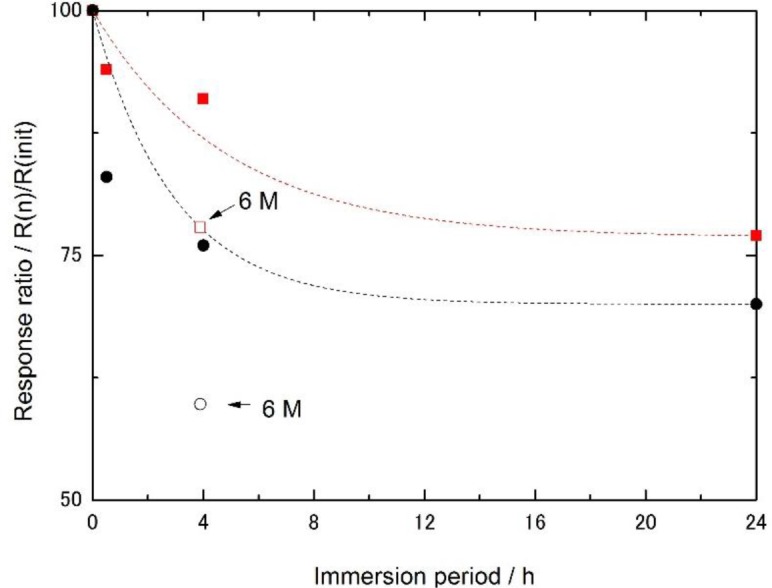 100
75
50
Response ratio / R(n)/R(init)
6 M
6 M
0 4 8 12 16 20 24
Immersion period / h